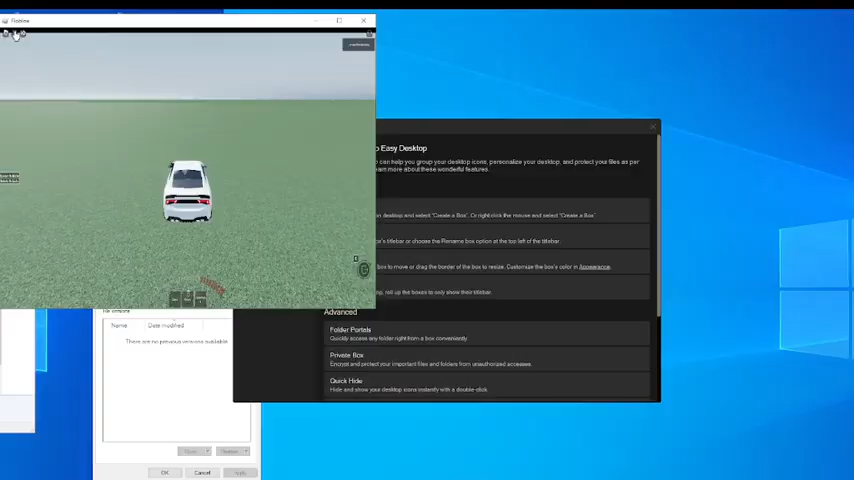 Roblox
Easy Desktop
can help you group your desktop icons, personalize your desktop, and protect your files as per
learn more about these wonderful features.
desktop and select "Create a Box". Or right click the mouse and select "Create a Box".
titlebar or choose the Rename box option at the top left of the titlebar.
box to move or drag the border of the box to resize. Customize the box's color in Appearance.
roll up the boxes to only show their titlebar.
Advanced
Folder Portals
Quickly access any folder right from a box conveniently
Private Box
Encrypt and protect your important files and folders from unauthorized accesses.
Quick Hide
Hide and show your desktop icons instantly with a double-click.
File versions:
Name Date modified
There are no previous versions available
OK Cancel Apply